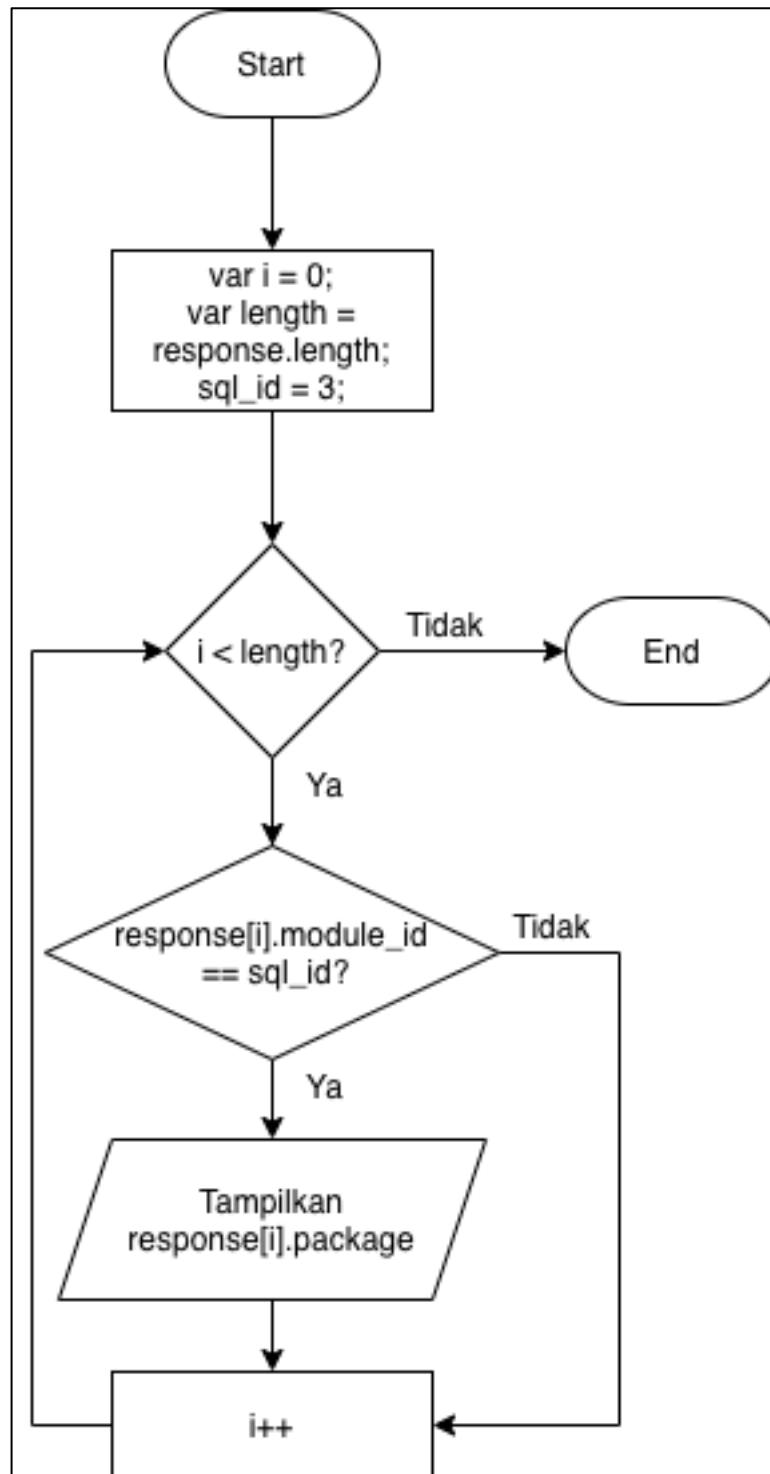 Start
var i = 0;
var length =
response.length;
sql_id = 3;
i < length?
Tidak
End
Ya
response[i].module_id
== sql_id?
Tidak
Ya
Tampilkan
response[i].package
i++